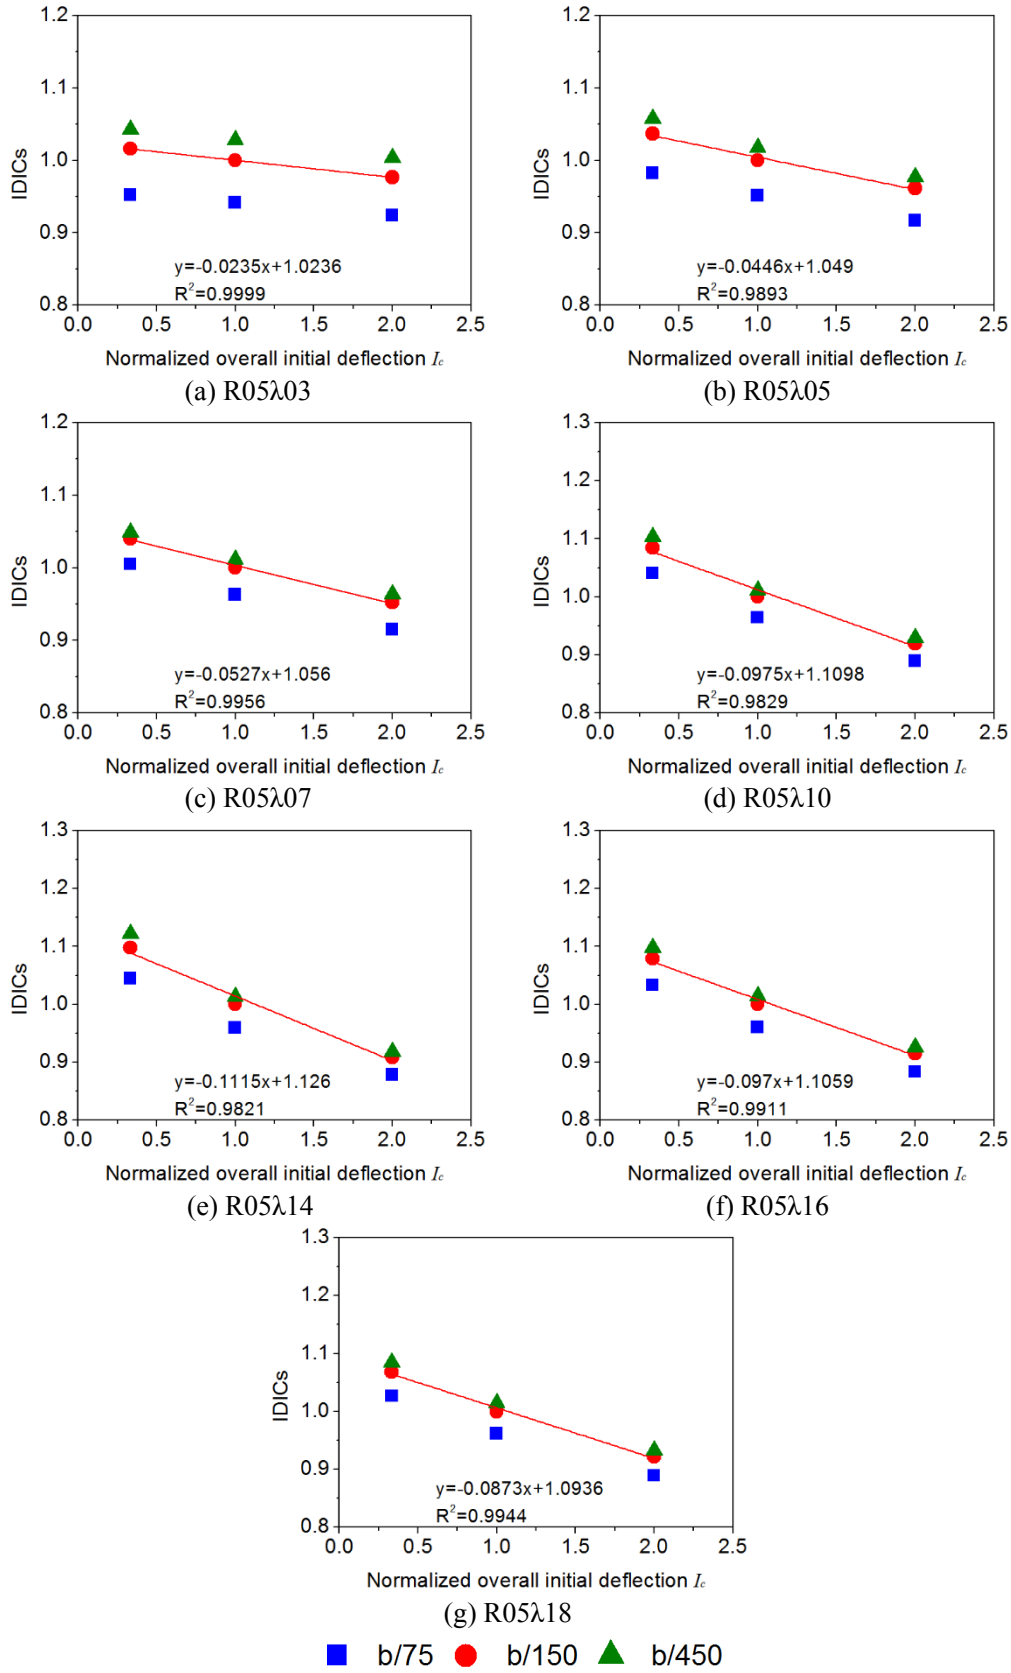 1.2
1.1
1.0
0.9
0.8
IDICs
y=-0.0235x+1.0236
R²=0.9999
0.0 0.5 1.0 1.5 2.0 2.5
Normalized overall initial deflection Ic
(a) R05λ03
1.2
1.1
1.0
0.9
0.8
IDICs
y=-0.0446x+1.049
R²=0.9893
0.0 0.5 1.0 1.5 2.0 2.5
Normalized overall initial deflection Ic
(b) R05λ05
1.2
1.1
1.0
0.9
0.8
IDICs
y=-0.0527x+1.056
R²=0.9956
0.0 0.5 1.0 1.5 2.0 2.5
Normalized overall initial deflection Ic
(c) R05λ07
1.3
1.2
1.1
1.0
0.9
0.8
IDICs
y=-0.0975x+1.1098
R²=0.9829
0.0 0.5 1.0 1.5 2.0 2.5
Normalized overall initial deflection Ic
(d) R05λ10
1.3
1.2
1.1
1.0
0.9
0.8
IDICs
y=-0.1115x+1.126
R²=0.9821
0.0 0.5 1.0 1.5 2.0 2.5
Normalized overall initial deflection Ic
(e) R05λ14
1.3
1.2
1.1
1.0
0.9
0.8
IDICs
y=-0.097x+1.1059
R²=0.9911
0.0 0.5 1.0 1.5 2.0 2.5
Normalized overall initial deflection Ic
(f) R05λ16
1.3
1.2
1.1
1.0
0.9
0.8
IDICs
y=-0.0873x+1.0936
R²=0.9944
0.0 0.5 1.0 1.5 2.0 2.5
Normalized overall initial deflection Ic
(g) R05λ18
b/75 b/150 b/450